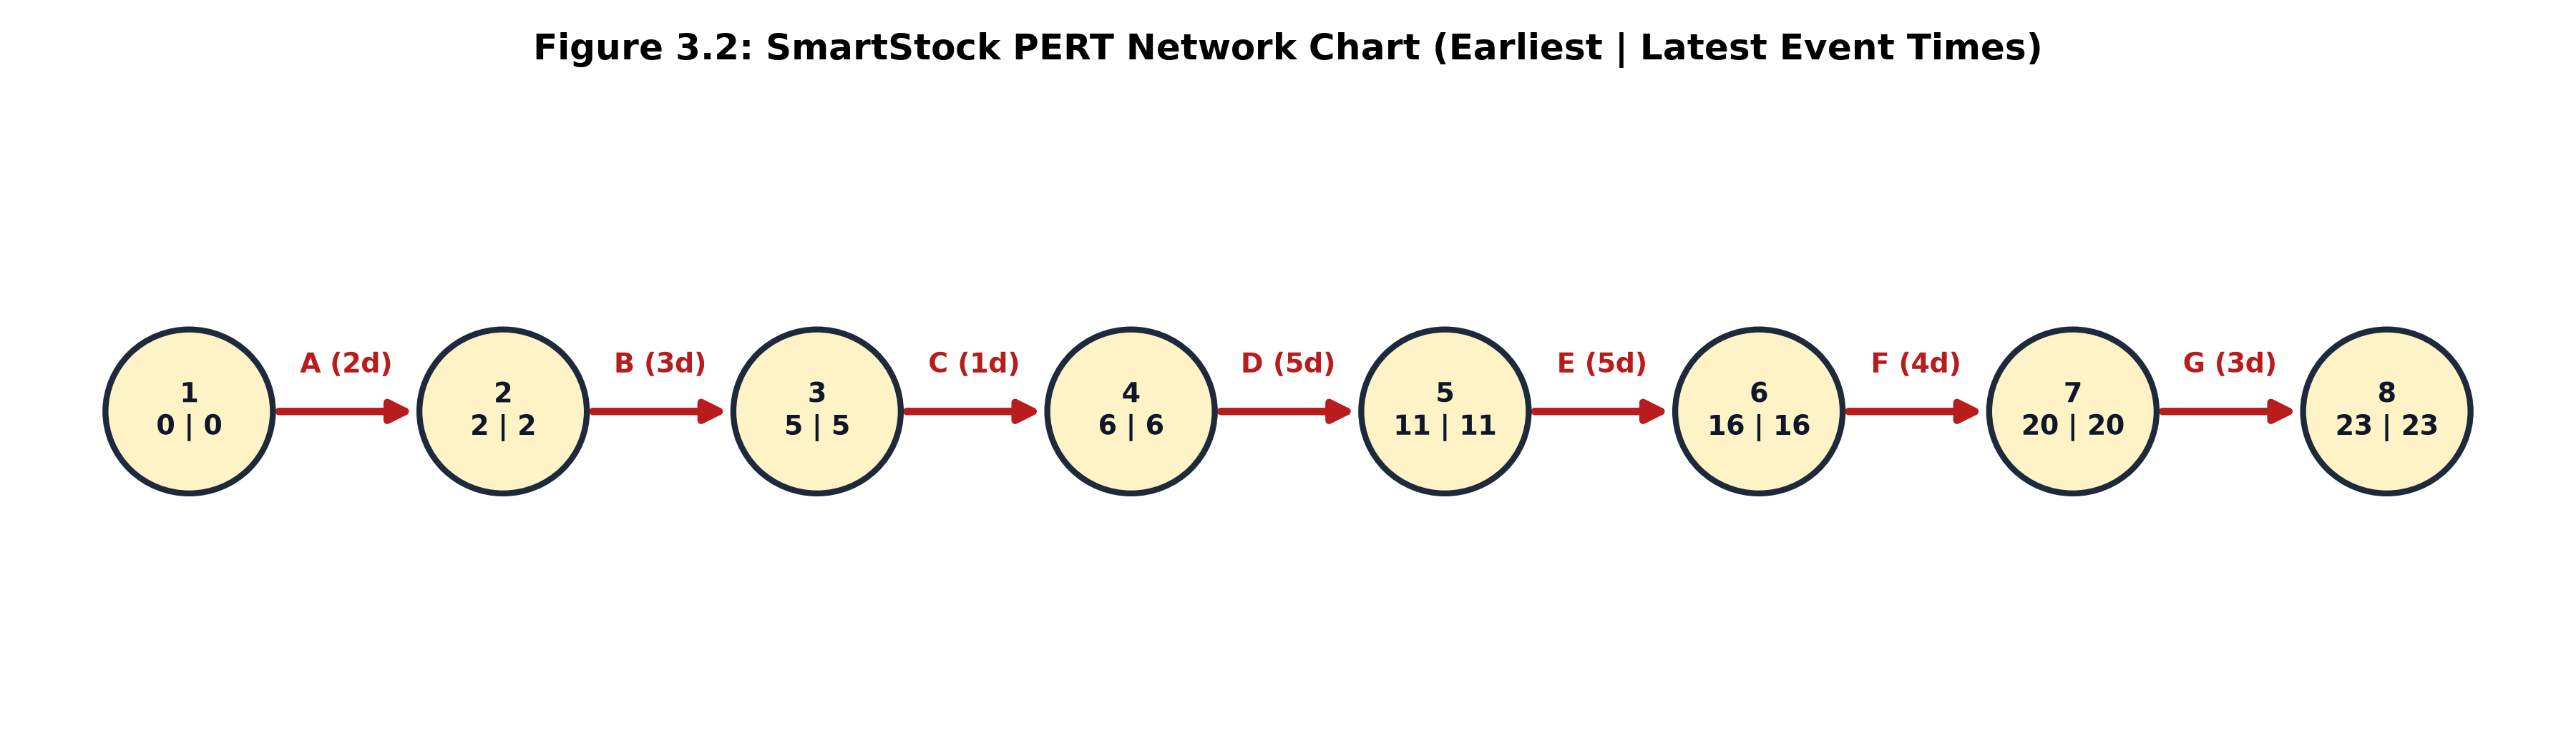 Figure 3.2: SmartStock PERT Network Chart (Earliest | Latest Event Times)
A (2d)
B (3d)
C (1d)
D (5d)
E (5d)
F (4d)
G (3d)
1
0 | 0
2
2 | 2
3
5 | 5
4
6 | 6
5
11 | 11
6
16 | 16
7
20 | 20
8
23 | 23